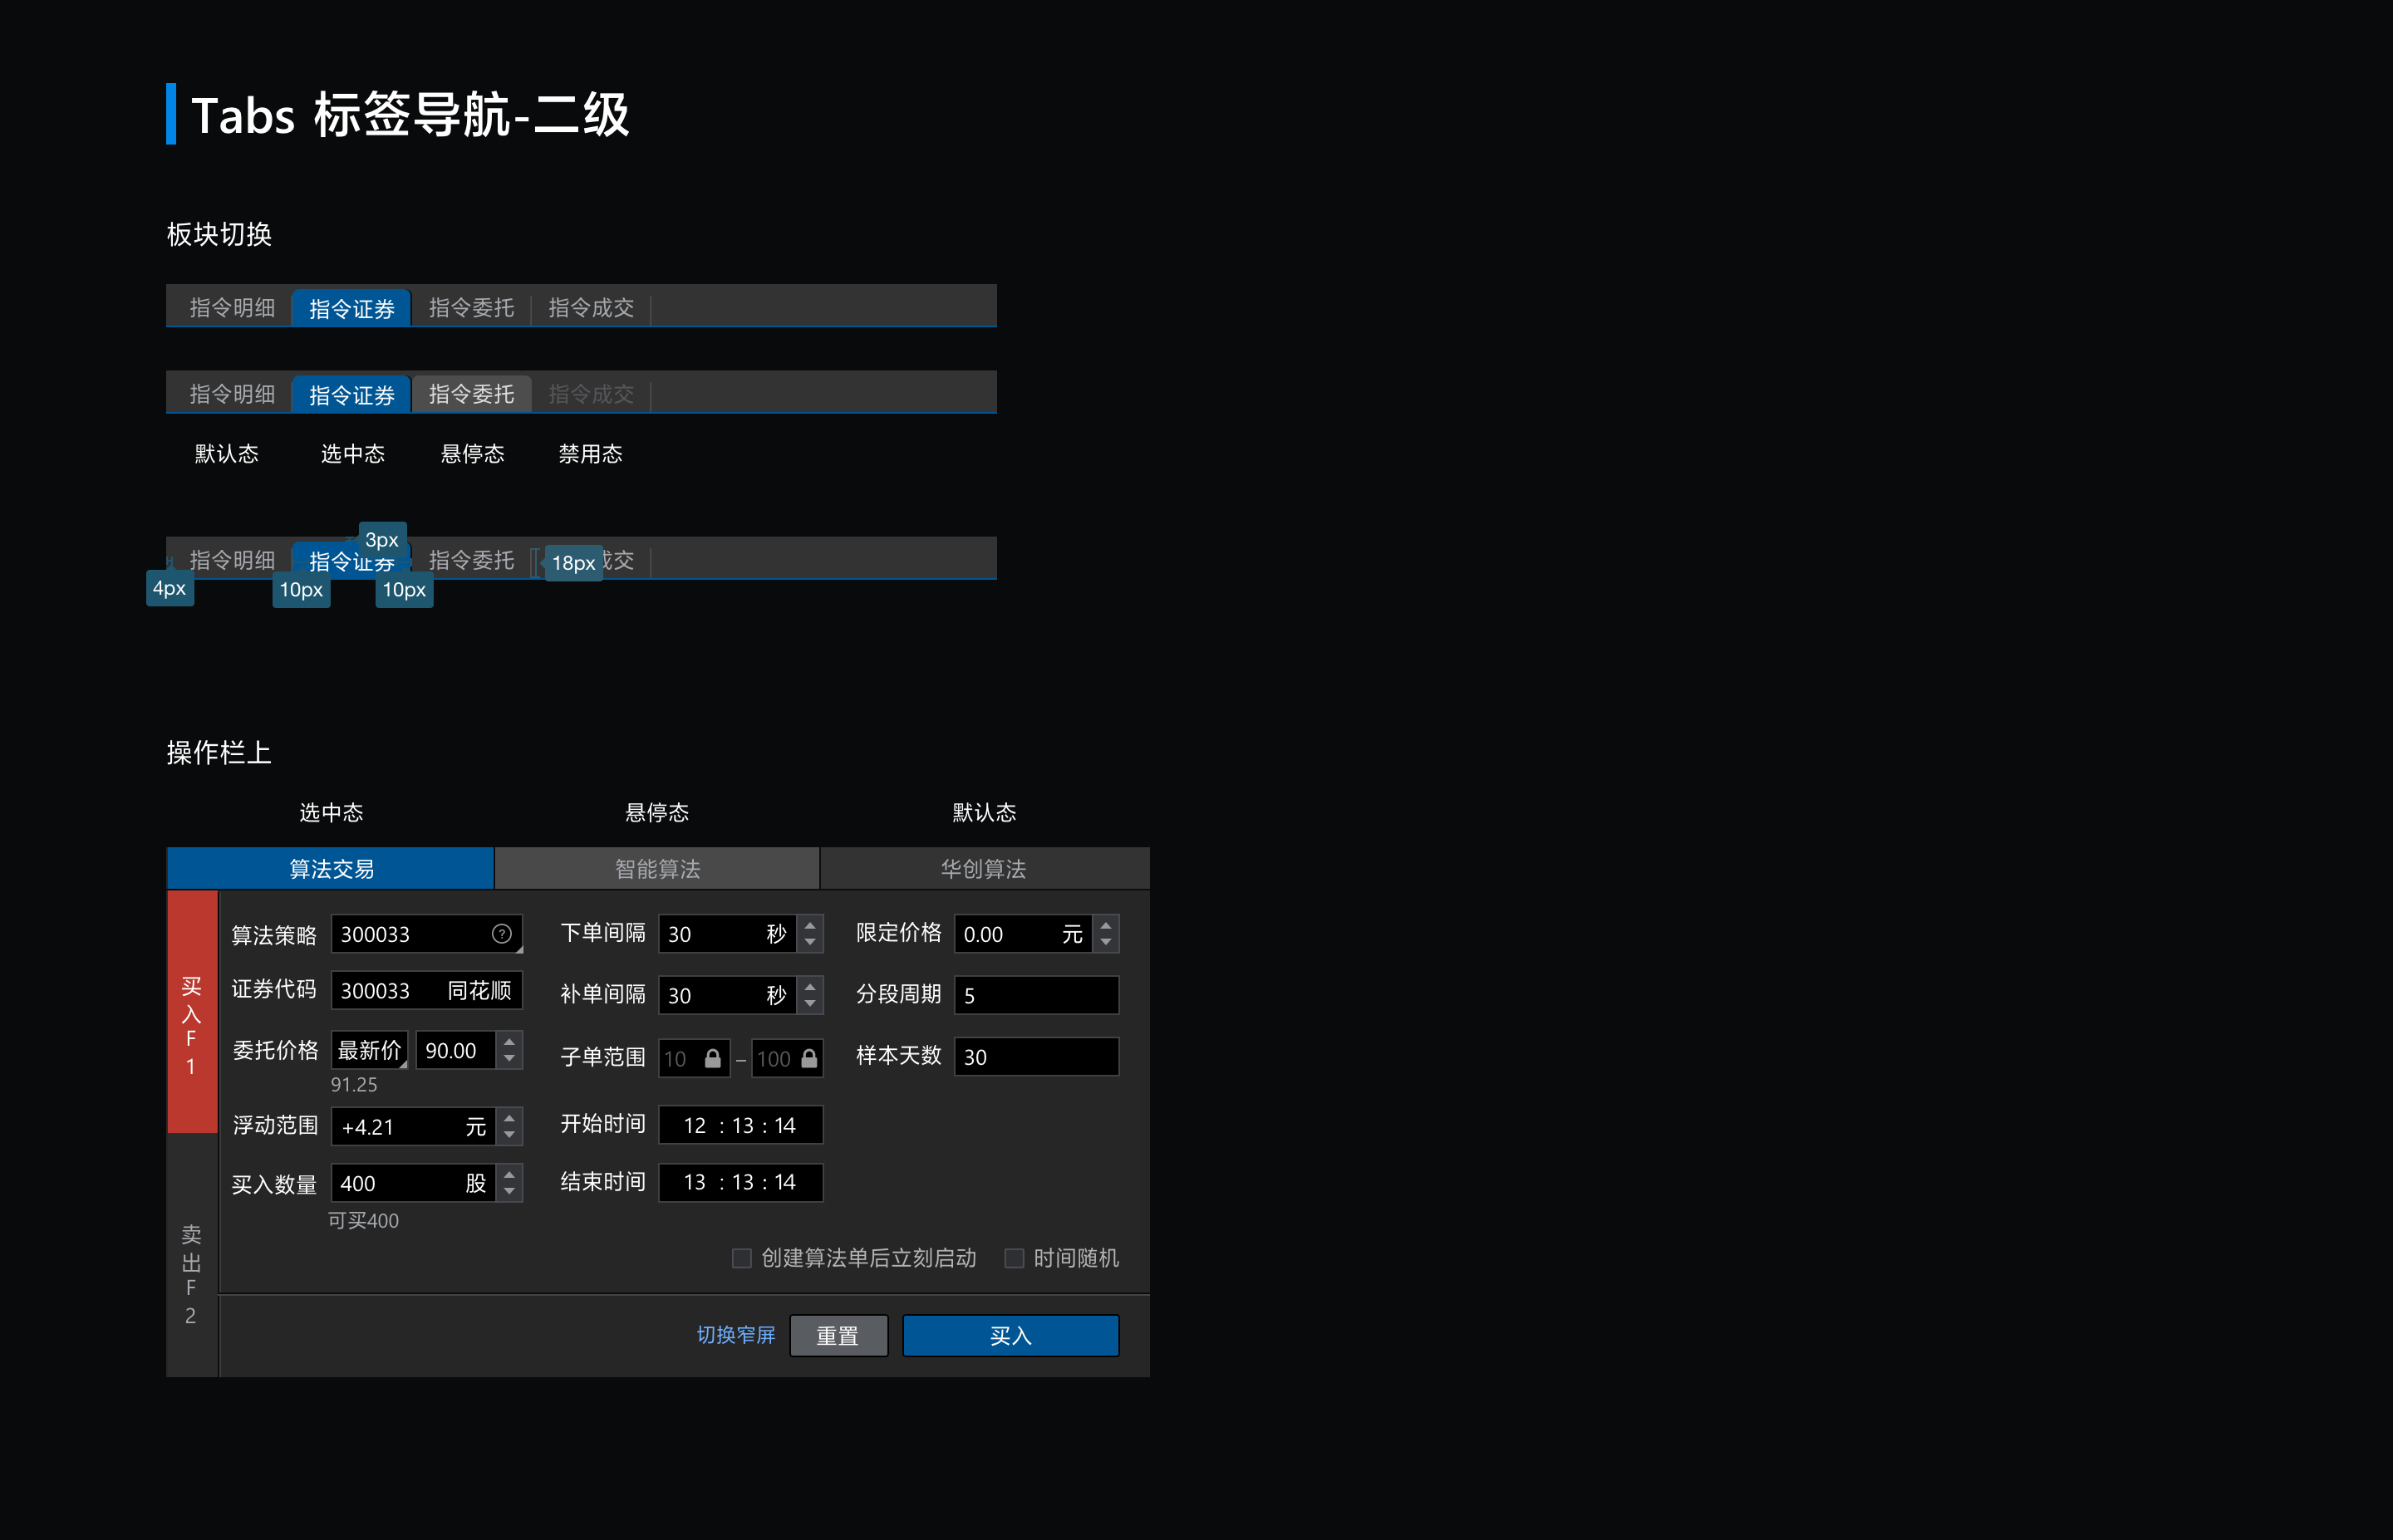 Tabs 标签导航-二级
板块切换
指令明细 指令证券 指令委托 指令成交
指令明细 指令证券 指令委托 指令成交
默认态 选中态 悬停态 禁用态
3px
指令明细 指令证券 指令委托 18px 成交
4px 10px 10px
操作栏上
选中态 悬停态 默认态
算法交易 智能算法 华创算法
买入F1
卖出F2
算法策略 300033 ? 下单间隔 30 秒 限定价格 0.00 元
证券代码 300033 同花顺 补单间隔 30 秒 分段周期 5
委托价格 最新价 90.00 子单范围 10 – 100 样本天数 30
91.25
浮动范围 +4.21 元 开始时间 12 : 13 : 14
买入数量 400 股 结束时间 13 : 13 : 14
可买400
创建算法单后立刻启动 时间随机
切换窄屏 重置 买入